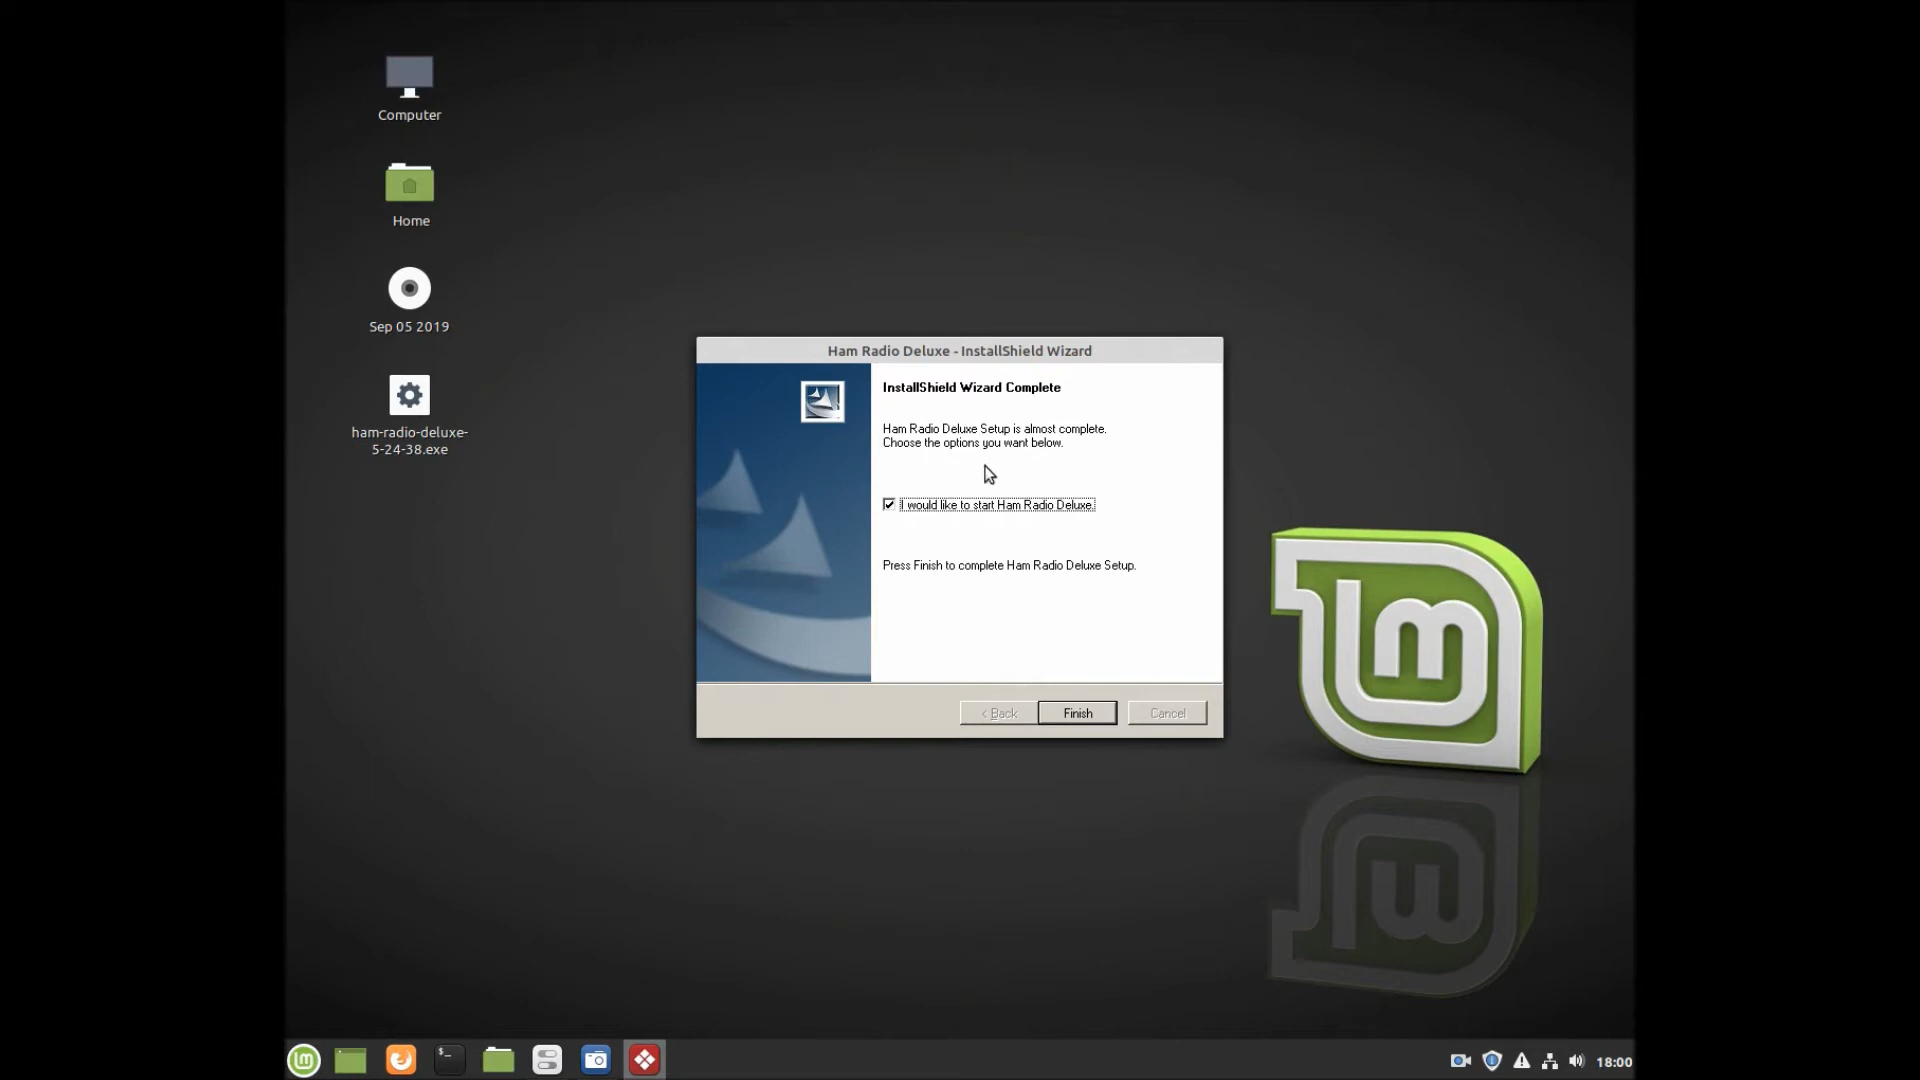 Computer
Home
Sep 05 2019
ham-radio-deluxe-
5-24-38.exe
Ham Radio Deluxe - InstallShield Wizard
InstallShield Wizard Complete
Ham Radio Deluxe Setup is almost complete.
Choose the options you want below.
I would like to start Ham Radio Deluxe.
Press Finish to complete Ham Radio Deluxe Setup.
< Back
Finish
Cancel
$_
18:00